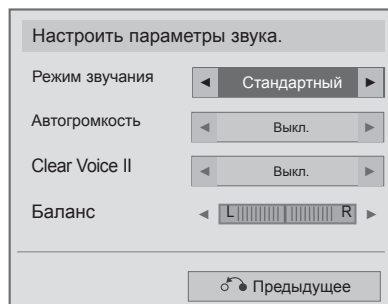 Настроить параметры звука.
Режим звучания ◄ Стандартный ►
Автогромкость ◄ Выкл. ►
Clear Voice II ◄ Выкл. ►
Баланс ◄ L R ►
Предыдущее